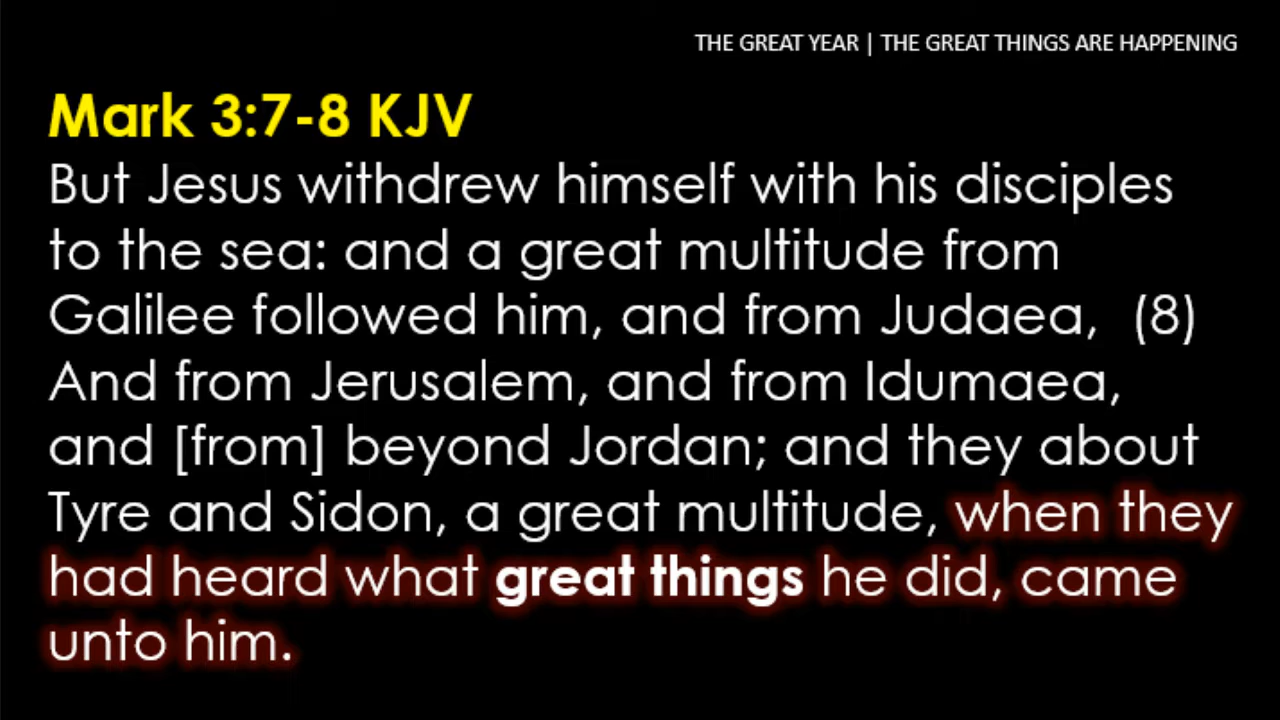 THE GREAT YEAR | THE GREAT THINGS ARE HAPPENING
Mark 3:7-8 KJV
But Jesus withdrew himself with his disciples
to the sea: and a great multitude from
Galilee followed him, and from Judaea, (8)
And from Jerusalem, and from Idumaea,
and [from] beyond Jordan; and they about
Tyre and Sidon, a great multitude, when they
had heard what great things he did, came
unto him.